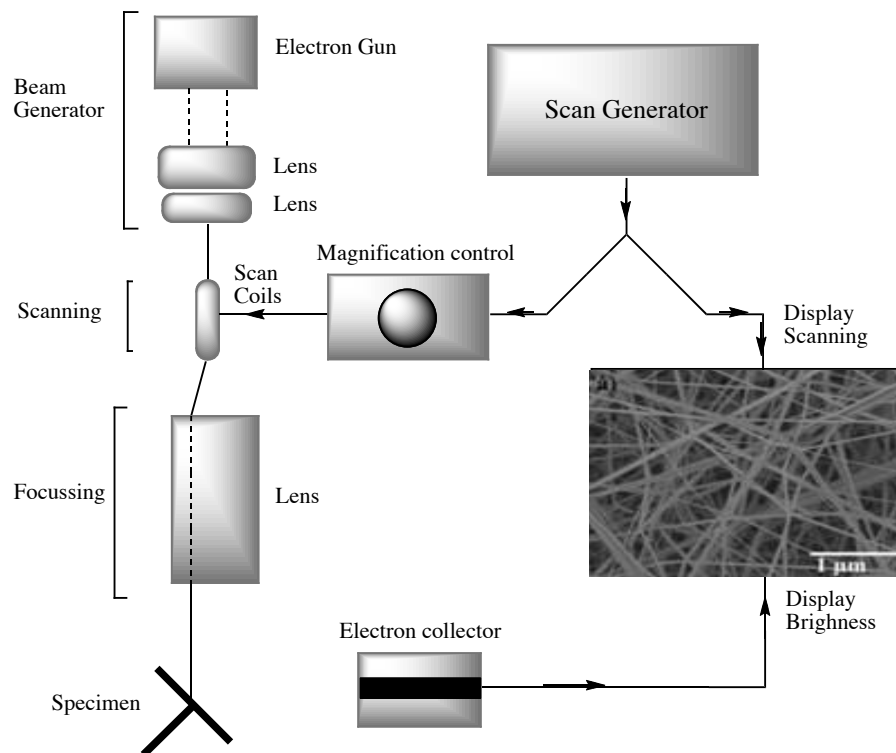 Electron Gun
Beam
Generator
Lens
Lens
Scan Generator
Magnification control
Scan
Coils
Scanning
Display
Scanning
Focussing
Lens
1 µm
Display
Brighness
Electron collector
Specimen